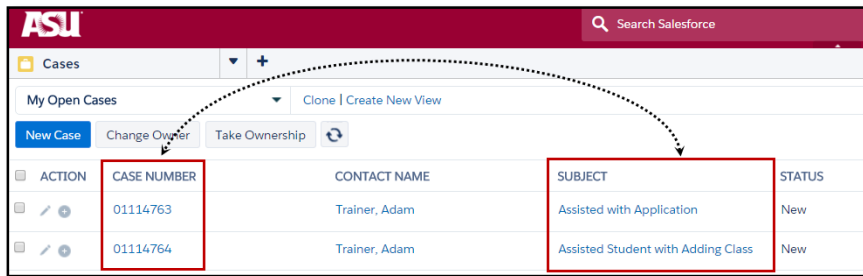 ASU Search Salesforce
Cases
My Open Cases Clone | Create New View
New Case Change Owner Take Ownership
ACTION CASE NUMBER CONTACT NAME SUBJECT STATUS
01114763 Trainer, Adam Assisted with Application New
01114764 Trainer, Adam Assisted Student with Adding Class New